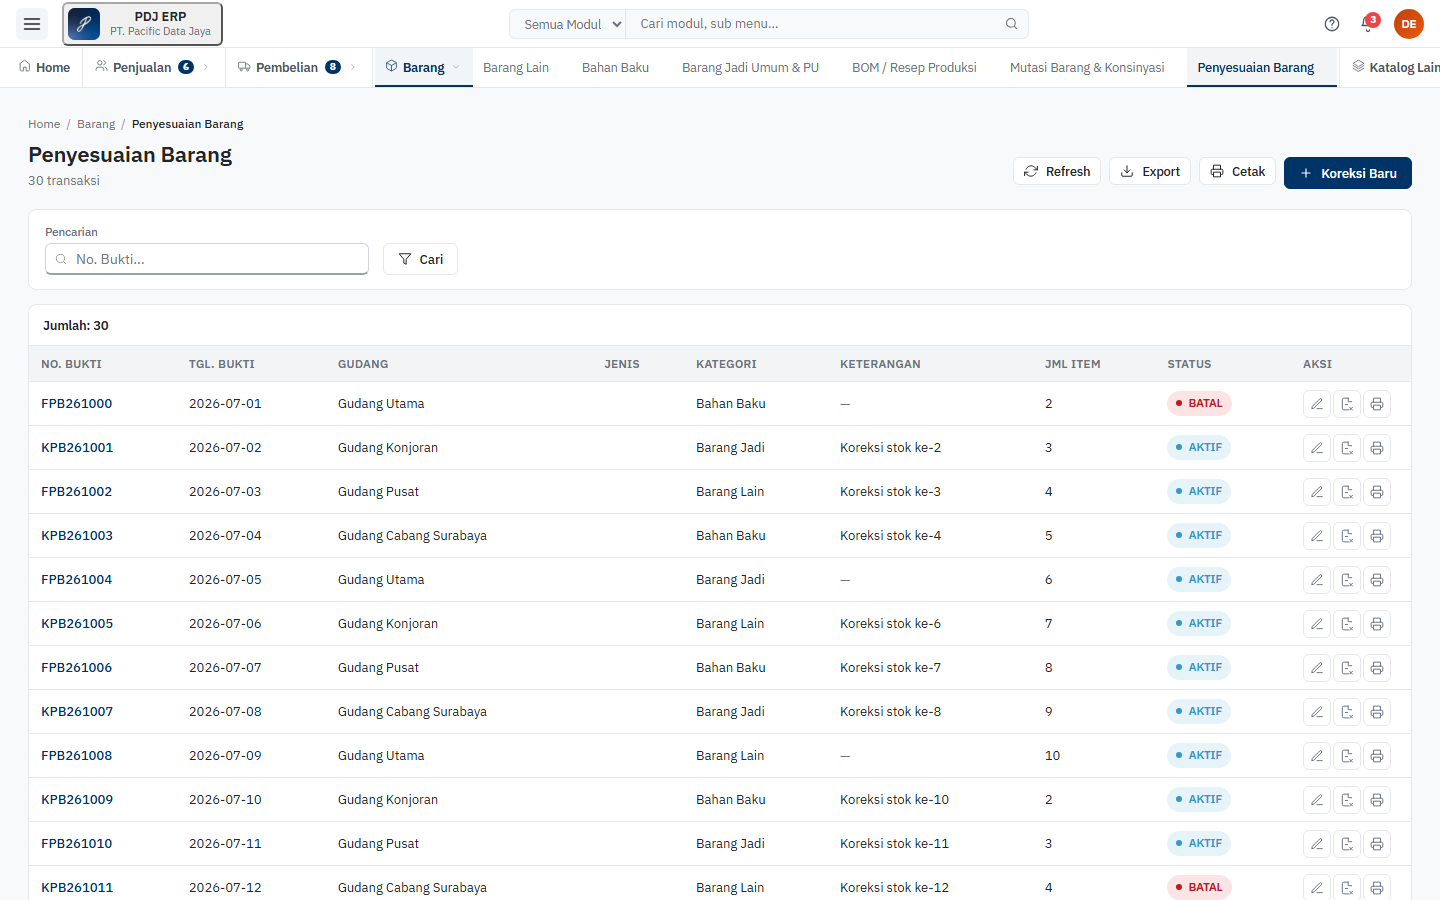 PDJ ERP
PT. Pacific Data Jaya
Semua Modul
Cari modul, sub menu...
3
DE
Home
Penjualan 6
Pembelian 8
Barang
Barang Lain
Bahan Baku
Barang Jadi Umum & PU
BOM / Resep Produksi
Mutasi Barang & Konsinyasi
Penyesuaian Barang
Katalog Lain
Home / Barang / Penyesuaian Barang
Penyesuaian Barang
30 transaksi
Refresh
Export
Cetak
Koreksi Baru
Pencarian
No. Bukti...
Cari
Jumlah: 30
NO. BUKTI TGL. BUKTI GUDANG JENIS KATEGORI KETERANGAN JML ITEM STATUS AKSI
FPB261000 2026-07-01 Gudang Utama Bahan Baku — 2 BATAL
KPB261001 2026-07-02 Gudang Konjoran Barang Jadi Koreksi stok ke-2 3 AKTIF
FPB261002 2026-07-03 Gudang Pusat Barang Lain Koreksi stok ke-3 4 AKTIF
KPB261003 2026-07-04 Gudang Cabang Surabaya Bahan Baku Koreksi stok ke-4 5 AKTIF
FPB261004 2026-07-05 Gudang Utama Barang Jadi — 6 AKTIF
KPB261005 2026-07-06 Gudang Konjoran Barang Lain Koreksi stok ke-6 7 AKTIF
FPB261006 2026-07-07 Gudang Pusat Bahan Baku Koreksi stok ke-7 8 AKTIF
KPB261007 2026-07-08 Gudang Cabang Surabaya Barang Jadi Koreksi stok ke-8 9 AKTIF
FPB261008 2026-07-09 Gudang Utama Barang Lain — 10 AKTIF
KPB261009 2026-07-10 Gudang Konjoran Bahan Baku Koreksi stok ke-10 2 AKTIF
FPB261010 2026-07-11 Gudang Pusat Barang Jadi Koreksi stok ke-11 3 AKTIF
KPB261011 2026-07-12 Gudang Cabang Surabaya Barang Lain Koreksi stok ke-12 4 BATAL